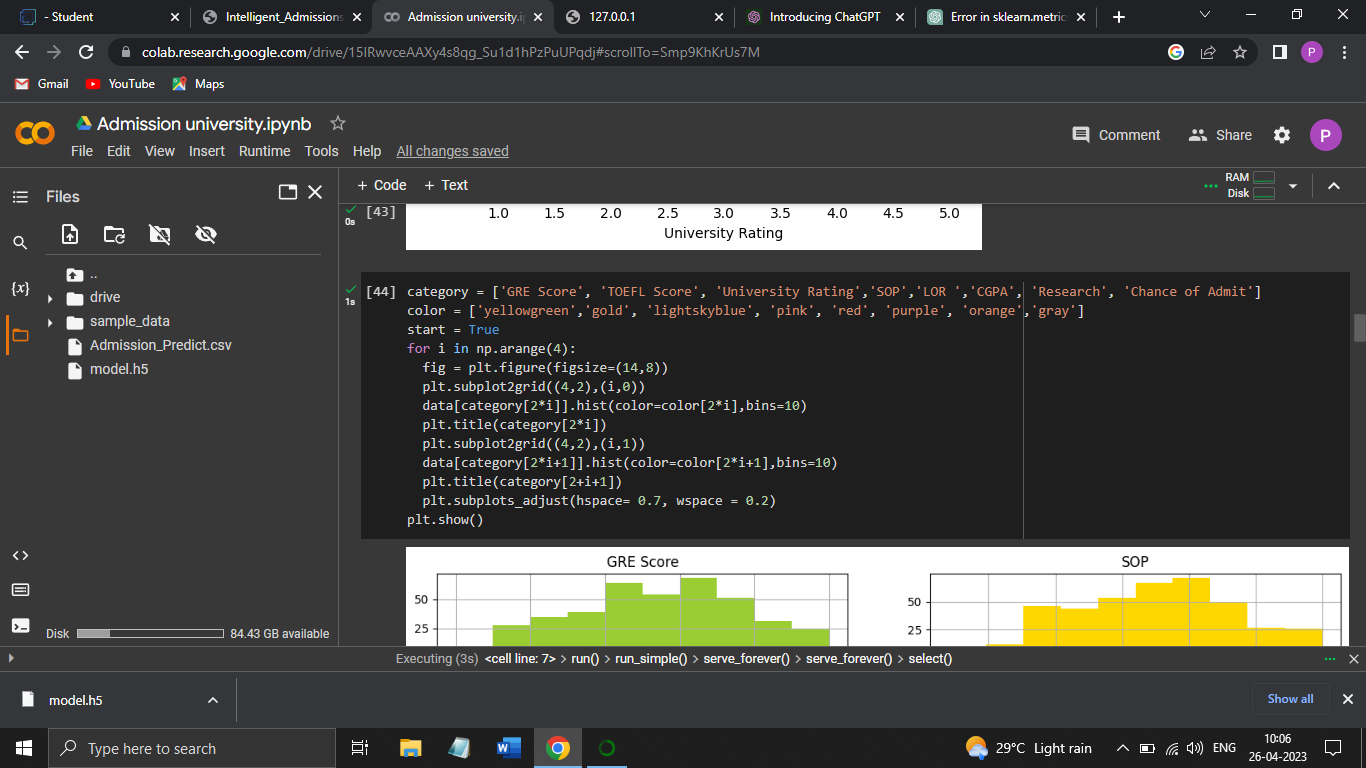 - Student
Intelligent_Admissions
Admission university.i
127.0.0.1
Introducing ChatGPT
Error in sklearn.metric
colab.research.google.com/drive/15IRwvceAAXy4s8qg_Su1d1hPzPuUPqdj#scrollTo=Smp9KhKrUs7M
P
Gmail
YouTube
Maps
Admission university.ipynb
Comment
Share
P
File Edit View Insert Runtime Tools Help All changes saved
Files
+ Code + Text
RAM
Disk
..
drive
sample_data
Admission_Predict.csv
model.h5
{x}
Disk 84.43 GB available
0s
[43]
1.0 1.5 2.0 2.5 3.0 3.5 4.0 4.5 5.0
University Rating
1s
[44] category = ['GRE Score', 'TOEFL Score', 'University Rating','SOP','LOR ','CGPA', 'Research', 'Chance of Admit']
color = ['yellowgreen','gold', 'lightskyblue', 'pink', 'red', 'purple', 'orange','gray']
start = True
for i in np.arange(4):
fig = plt.figure(figsize=(14,8))
plt.subplot2grid((4,2),(i,0))
data[category[2*i]].hist(color=color[2*i],bins=10)
plt.title(category[2*i])
plt.subplot2grid((4,2),(i,1))
data[category[2*i+1]].hist(color=color[2*i+1],bins=10)
plt.title(category[2+i+1])
plt.subplots_adjust(hspace= 0.7, wspace = 0.2)
plt.show()
GRE Score
50
25
SOP
50
25
Executing (3s) <cell line: 7> > run() > run_simple() > serve_forever() > serve_forever() > select()
model.h5
Show all
Type here to search
29°C Light rain
ENG
10:06
26-04-2023